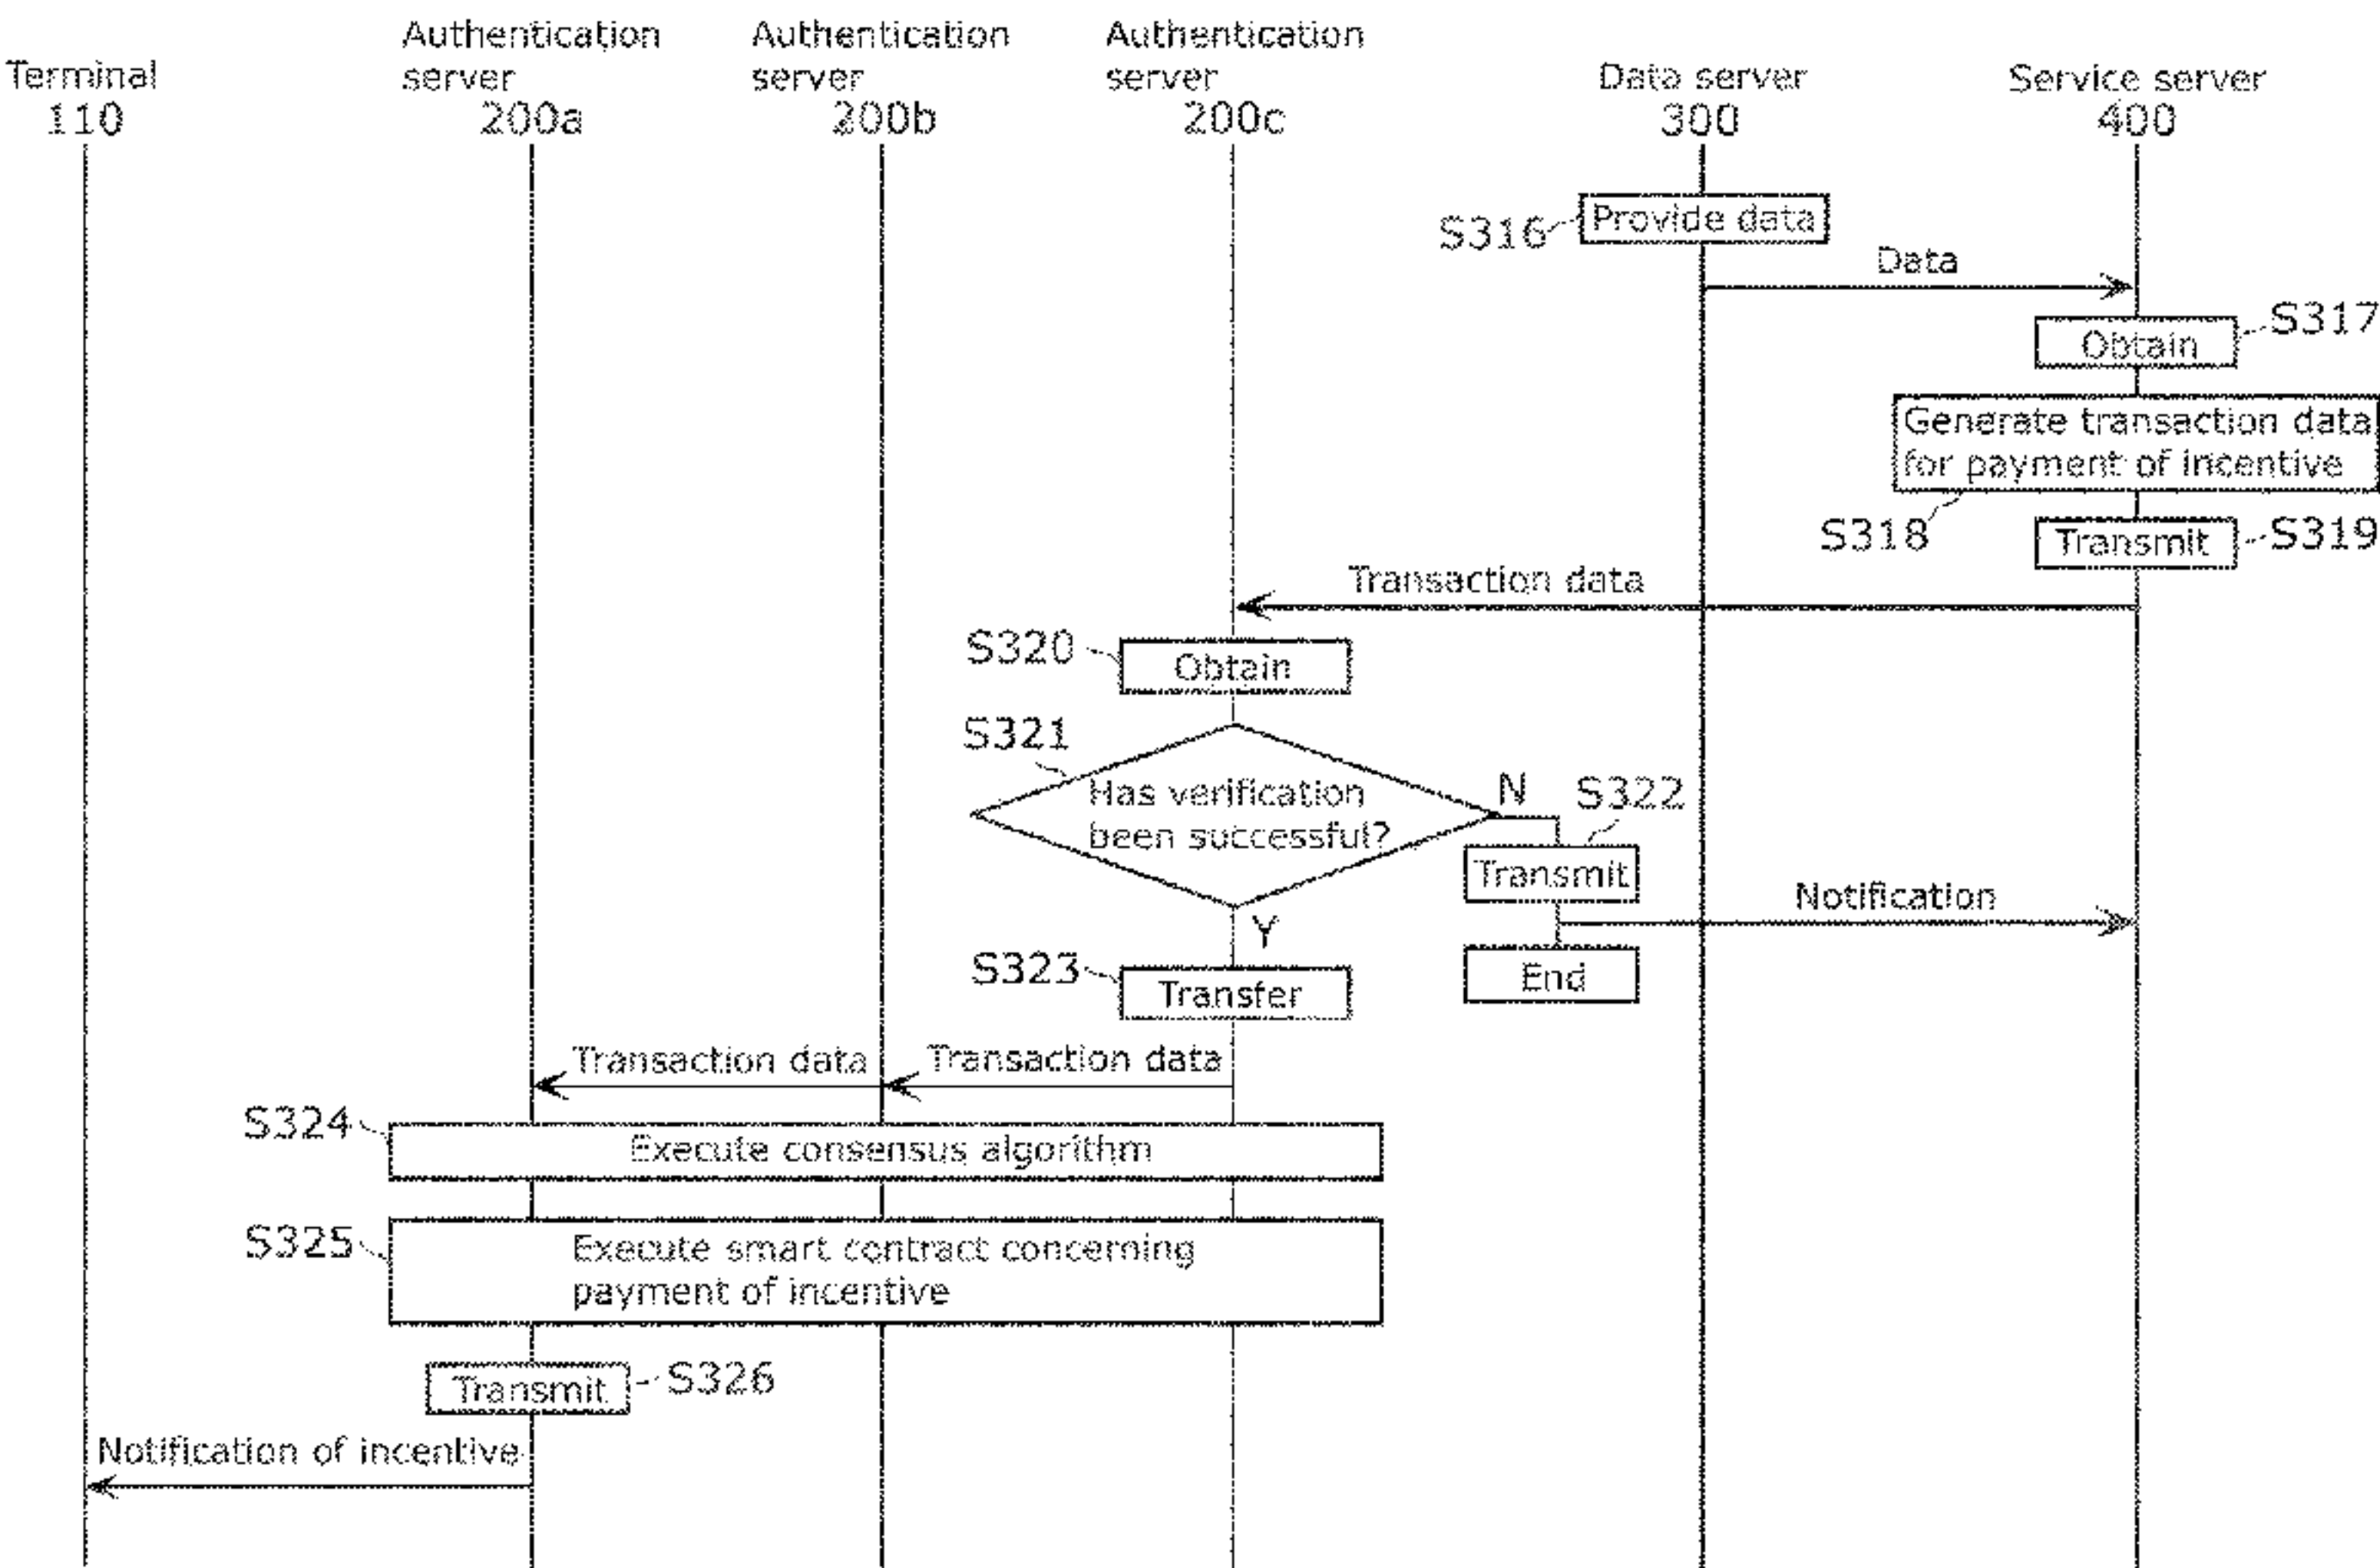 Terminal
110
Authentication
server
200a
Authentication
server
200b
Authentication
server
200c
Data server
300
Service server
400
S316
Provide data
Data
S317
Obtain
Generate transaction data
for payment of incentive
S318
Transmit
S319
Transaction data
S320
Obtain
S321
Has verification
been successful?
N
S322
Transmit
Notification
Y
End
S323
Transfer
Transaction data
Transaction data
S324
Execute consensus algorithm
S325
Execute smart contract concerning
payment of incentive
Transmit
S326
Notification of incentive